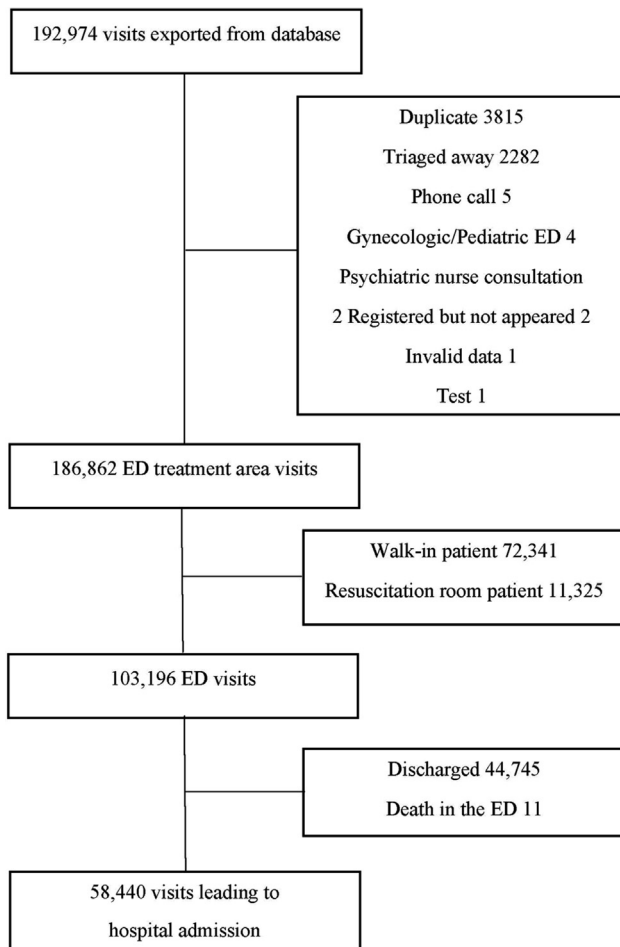 192,974 visits exported from database
Duplicate 3815
Triaged away 2282
Phone call 5
Gynecologic/Pediatric ED 4
Psychiatric nurse consultation
2 Registered but not appeared 2
Invalid data 1
Test 1
186,862 ED treatment area visits
Walk-in patient 72,341
Resuscitation room patient 11,325
103,196 ED visits
Discharged 44,745
Death in the ED 11
58,440 visits leading to
hospital admission